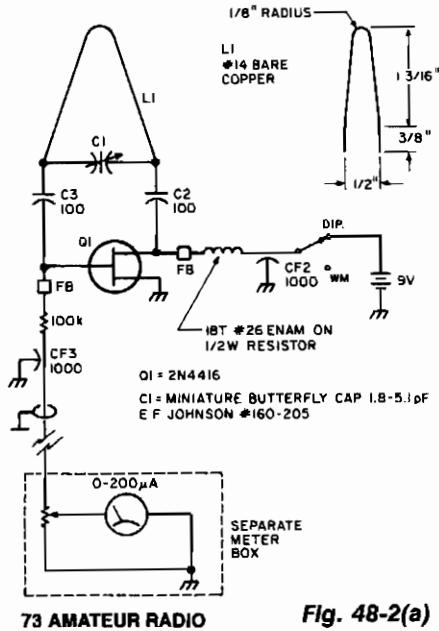 1/8" RADIUS
L1
#14 BARE
COPPER
1 3/16"
3/8"
1/2"
L1
C1
C3
100
C2
100
Q1
FB
FB
DIP.
CF2
1000
WM
9V
100k
18T #26 ENAM ON
1/2W RESISTOR
CF3
1000
Q1 = 2N4416
C1 = MINIATURE BUTTERFLY CAP 1.8-5.1pF
E F JOHNSON #160-205
0-200µA
SEPARATE
METER
BOX
73 AMATEUR RADIO
Fig. 48-2(a)